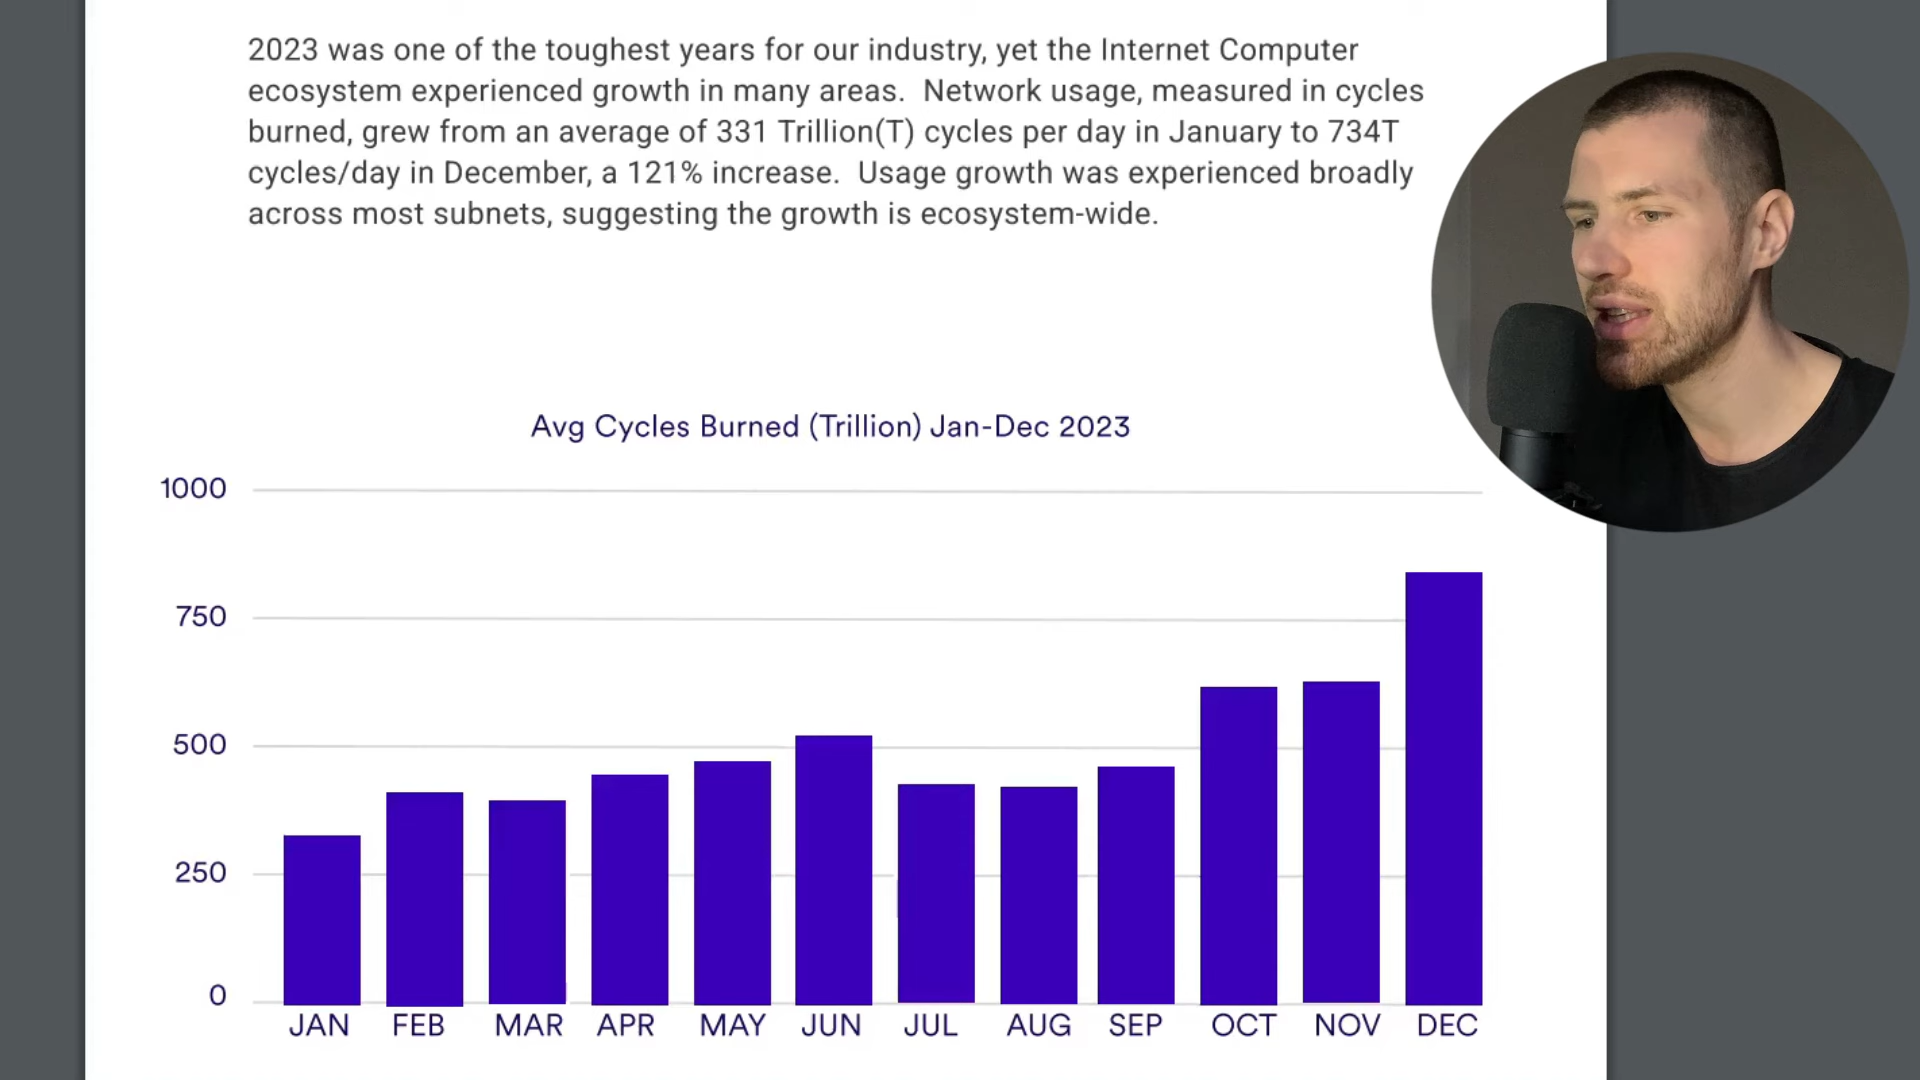 2023 was one of the toughest years for our industry, yet the Internet Computer
ecosystem experienced growth in many areas.  Network usage, measured in cycles
burned, grew from an average of 331 Trillion(T) cycles per day in January to 734T
cycles/day in December, a 121% increase.  Usage growth was experienced broadly
across most subnets, suggesting the growth is ecosystem-wide.
Avg Cycles Burned (Trillion) Jan-Dec 2023
1000
750
500
250
0
JAN FEB MAR APR MAY JUN JUL AUG SEP OCT NOV DEC